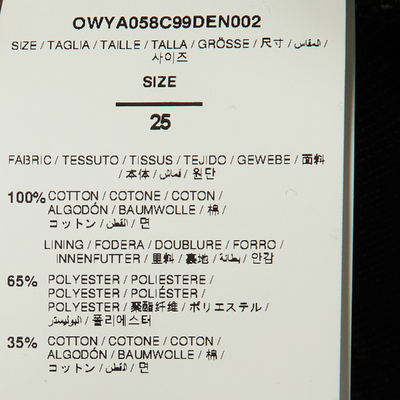 OWYA058C99DEN002
SIZE / TAGLIA / TAILLE / TALLA / GRÖSSE / 尺寸 / المقاس /
사이즈
SIZE
25
FABRIC / TESSUTO / TISSUS / TEJIDO / GEWEBE / 面料
/ 本体 / قماش / 원단
100% COTTON / COTONE / COTON /
ALGODÓN / BAUMWOLLE / 棉 /
コットン / القطن / 면
LINING / FODERA / DOUBLURE / FORRO /
INNENFUTTER / 里料 / 裏地 / بطانة / 안감
65% POLYESTER / POLIESTERE /
POLYESTER / POLIÉSTER /
POLYESTER / 聚酯纤维 / ポリエステル /
البوليستر / 폴리에스터
35% COTTON / COTONE / COTON /
ALGODÓN / BAUMWOLLE / 棉 /
コットン / القطن / 면